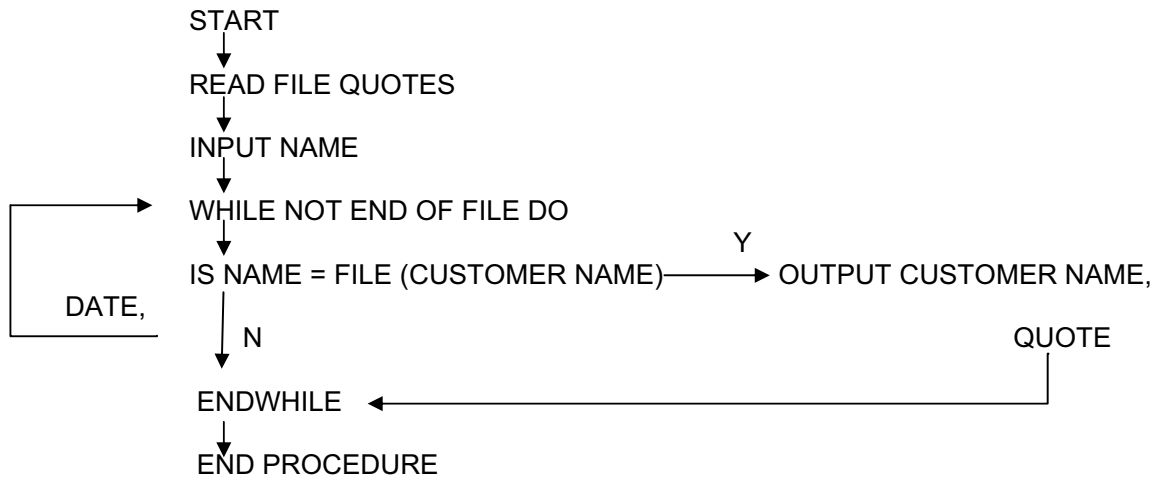 START
READ FILE QUOTES
INPUT NAME
WHILE NOT END OF FILE DO
Y
IS NAME = FILE (CUSTOMER NAME) OUTPUT CUSTOMER NAME,
DATE,
N QUOTE
ENDWHILE
END PROCEDURE